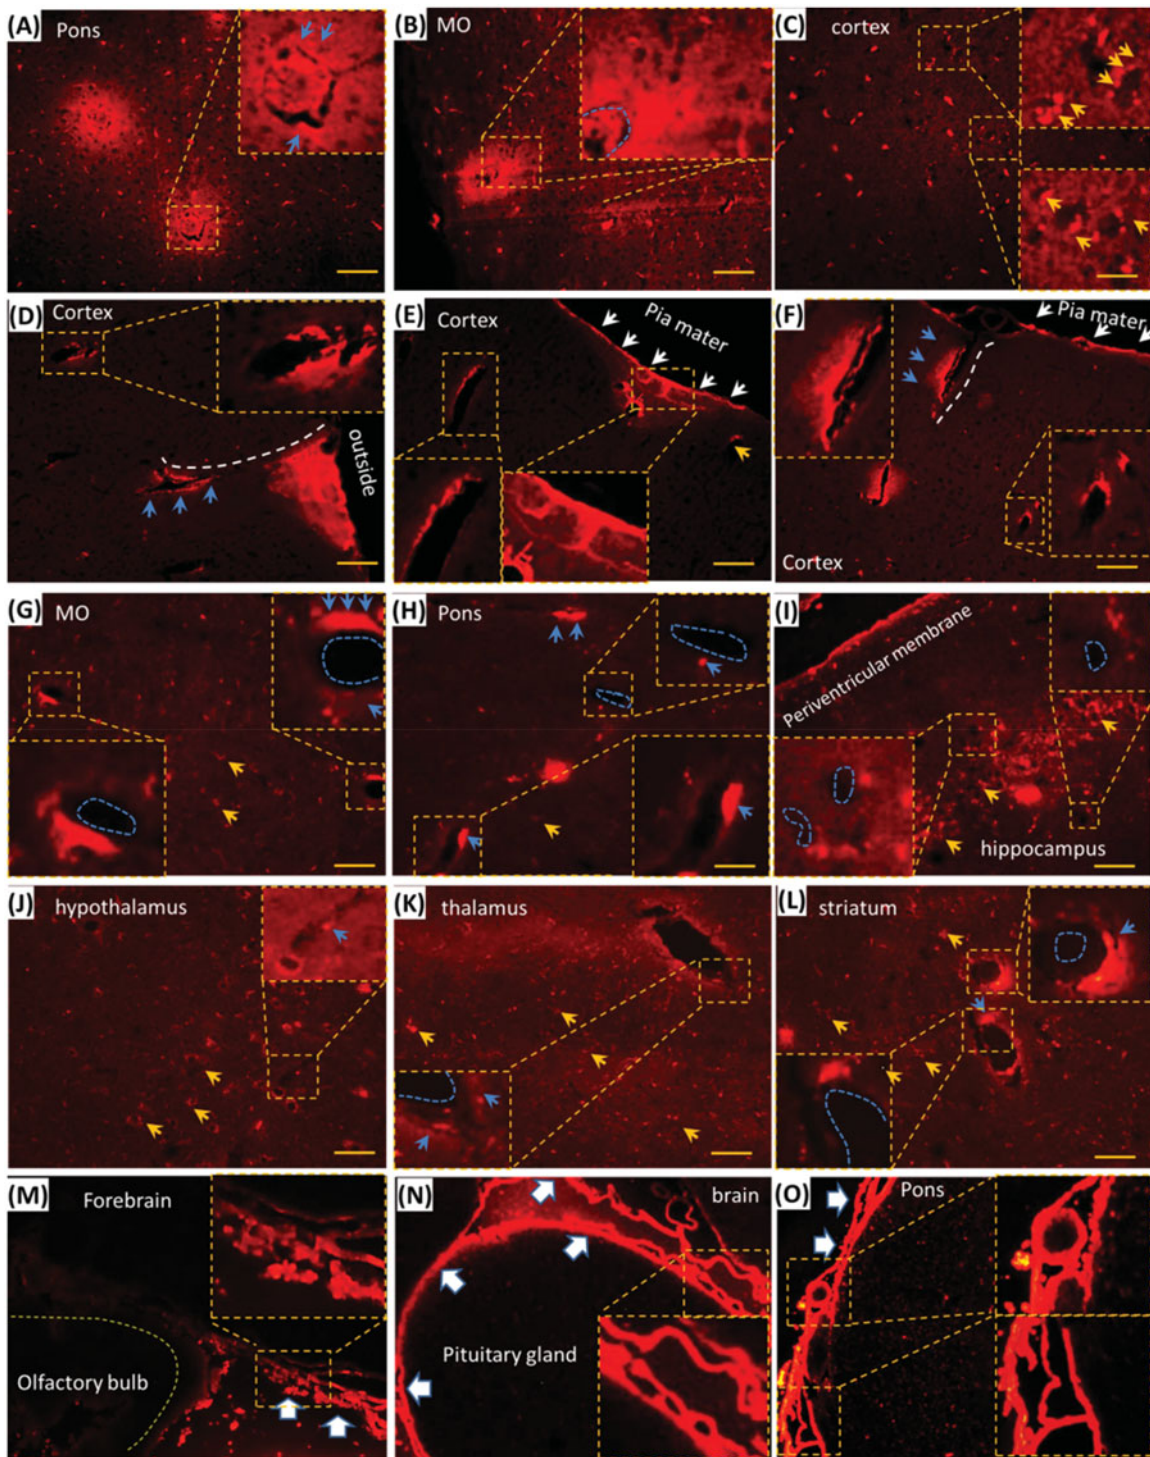 (A) Pons
(B) MO
(C) cortex
(D) Cortex
outside
(E) Cortex
Pia mater
(F) Pia mater
Cortex
(G) MO
(H) Pons
(I)
Periventricular membrane
hippocampus
(J) hypothalamus
(K) thalamus
(L) striatum
(M) Forebrain
Olfactory bulb
(N) brain
Pituitary gland
(O) Pons